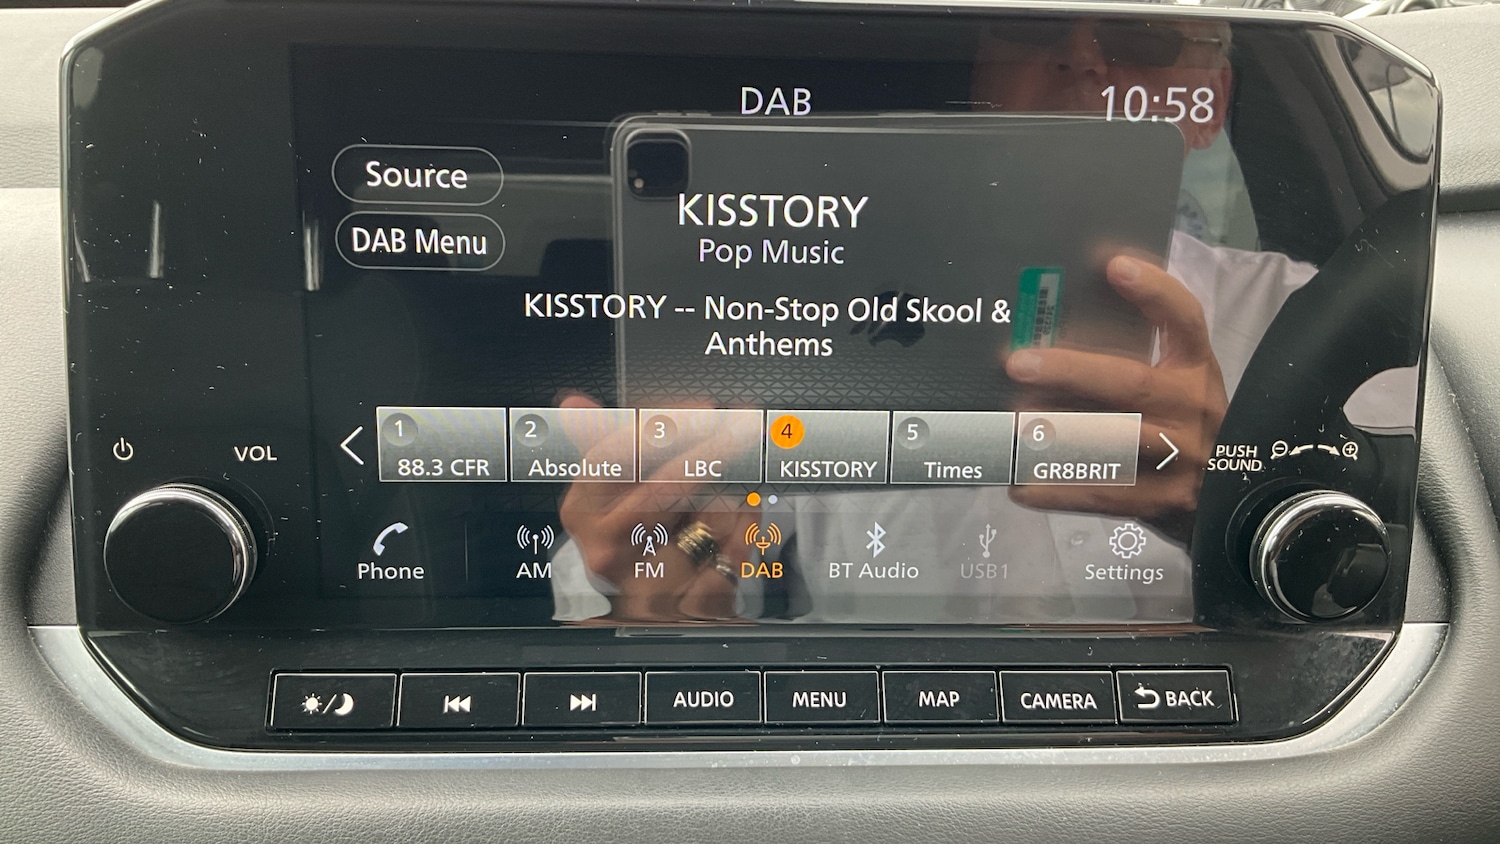 DAB
10:58
Source
DAB Menu
KISSTORY
Pop Music
KISSTORY -- Non-Stop Old Skool &
Anthems
1
88.3 CFR
2
Absolute
3
LBC
4
KISSTORY
5
Times
6
GR8BRIT
VOL
PUSH
SOUND
Phone
AM
FM
DAB
BT Audio
USB1
Settings
AUDIO
MENU
MAP
CAMERA
BACK